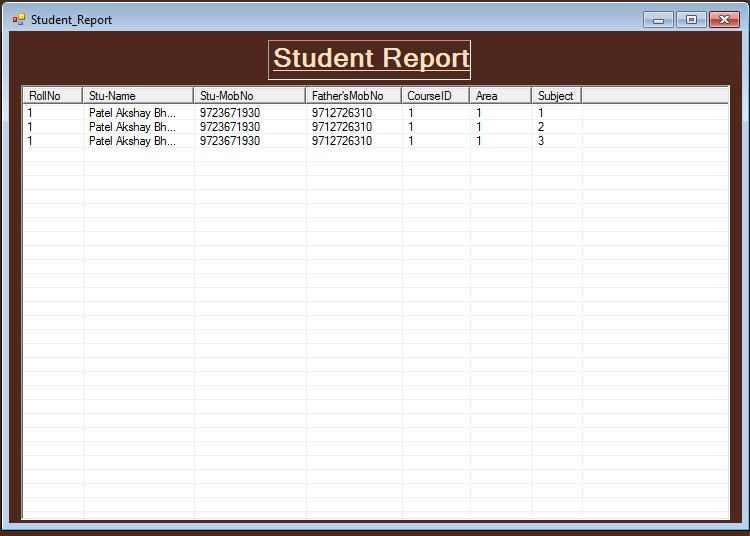 Student_Report
Student Report
RollNo Stu-Name Stu-MobNo Father'sMobNo CourseID Area Subject
1 Patel Akshay Bh... 9723671930 9712726310 1 1 1
1 Patel Akshay Bh... 9723671930 9712726310 1 1 2
1 Patel Akshay Bh... 9723671930 9712726310 1 1 3